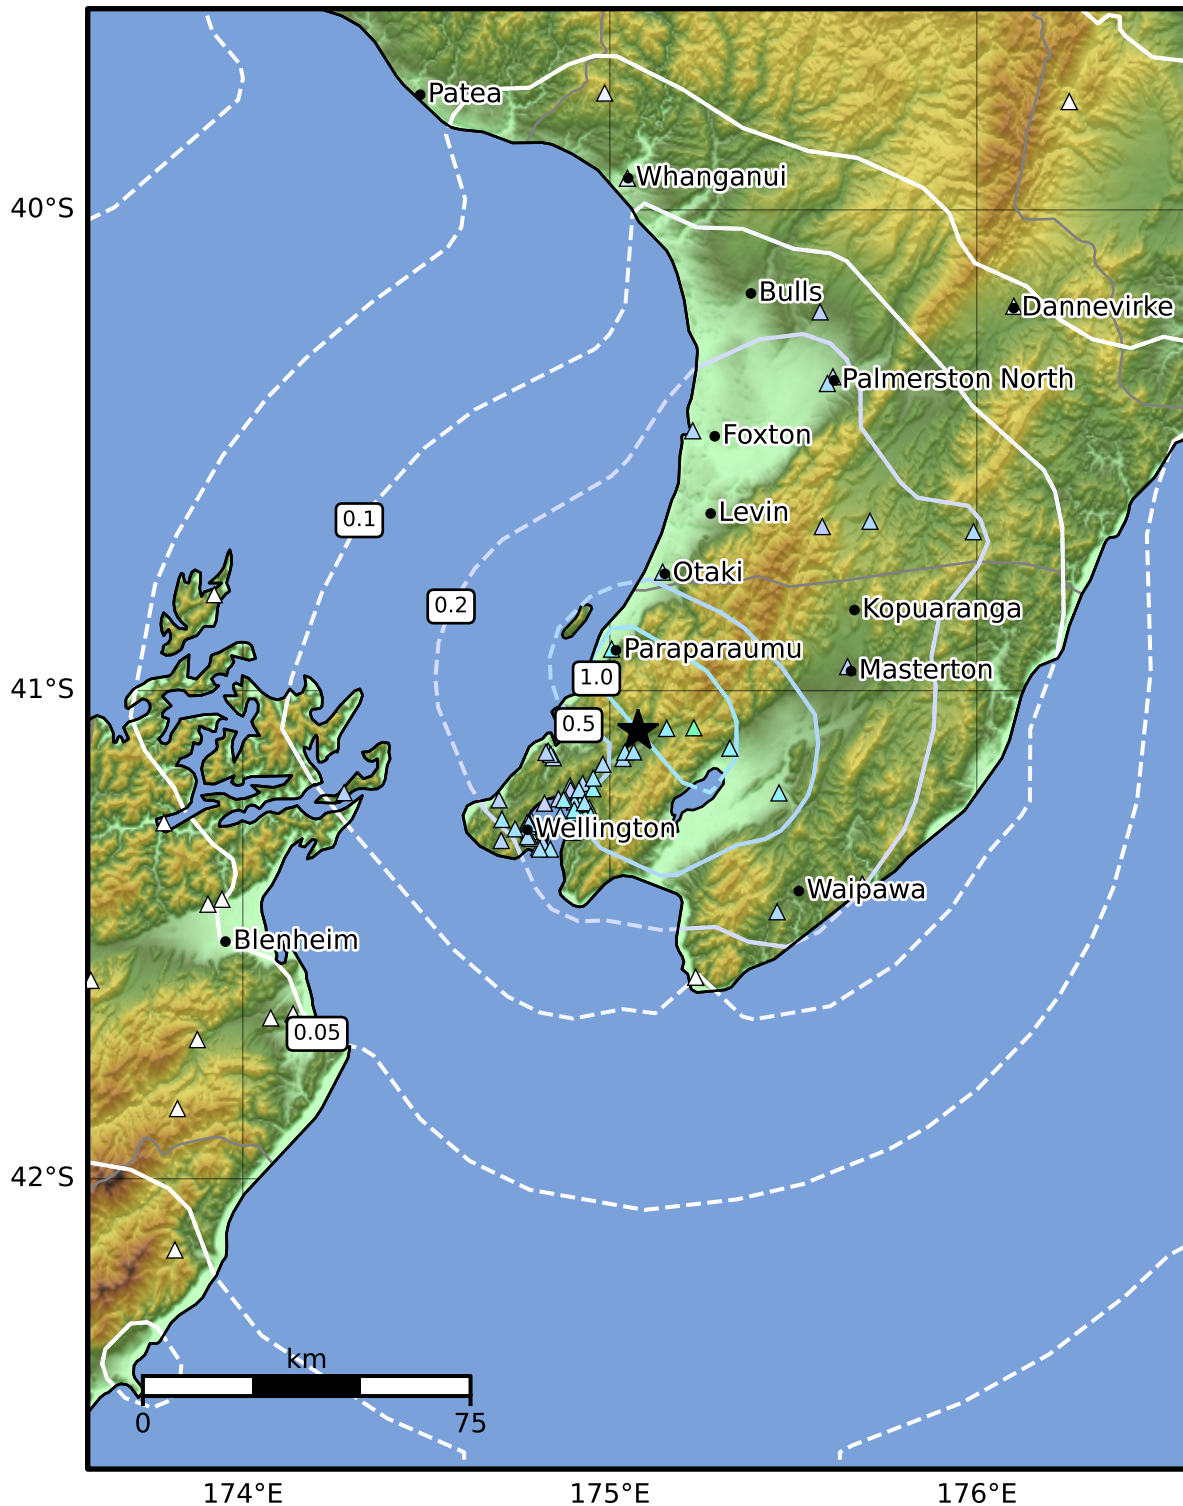 Patea
Whanganui
40°S
Bulls
Dannevirke
Palmerston North
Foxton
Levin
0.1
Otaki
0.2
Kopuaranga
Paraparaumu
Masterton
1.0
41°S
0.5
Wellington
Waipawa
Blenheim
0.05
42°S
km
0
75
174°E
175°E
176°E